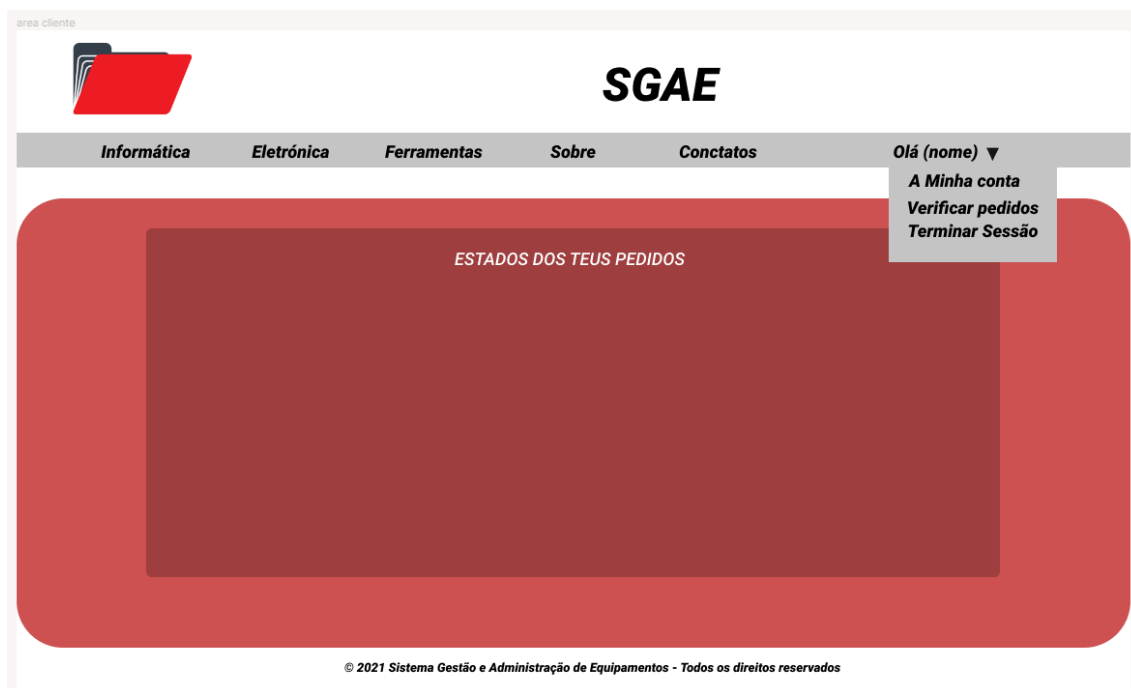 area cliente
SGAE
Informática Eletrónica Ferramentas Sobre Conctatos Olá (nome) ▼
A Minha conta
Verificar pedidos
Terminar Sessão
ESTADOS DOS TEUS PEDIDOS
© 2021 Sistema Gestão e Administração de Equipamentos - Todos os direitos reservados